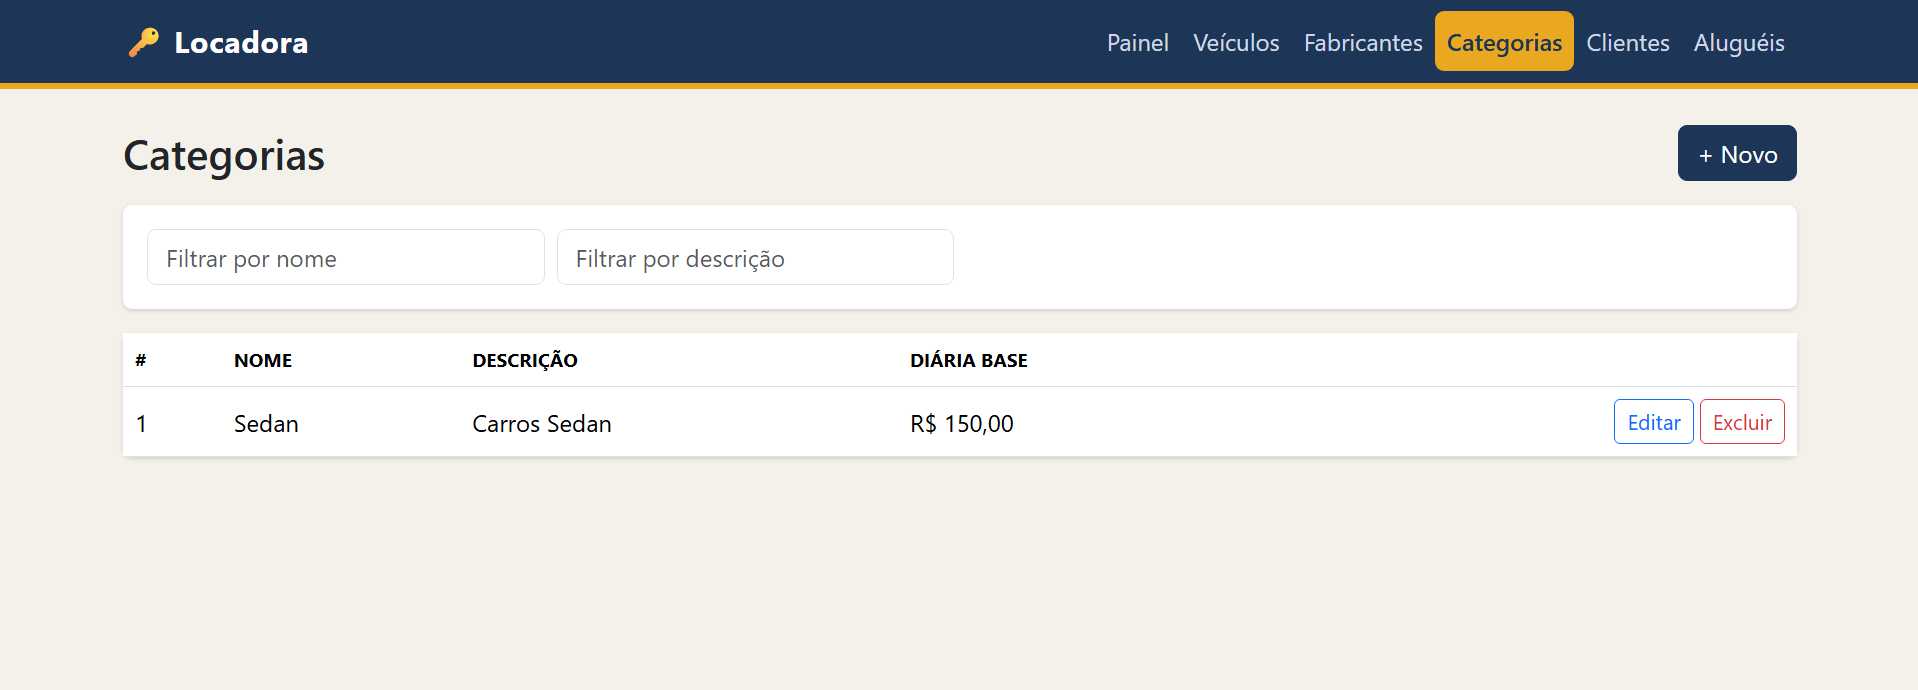 Locadora
Painel Veículos Fabricantes Categorias Clientes Aluguéis
Categorias
+ Novo
Filtrar por nome Filtrar por descrição
# NOME DESCRIÇÃO DIÁRIA BASE
1 Sedan Carros Sedan R$ 150,00 Editar Excluir